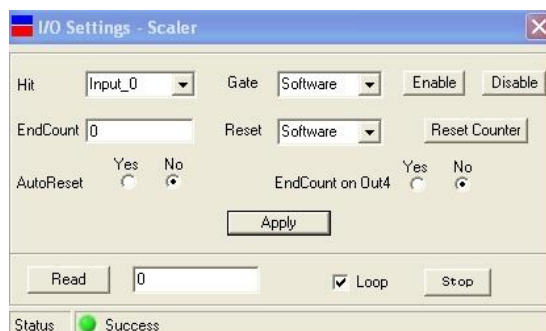 I/O Settings - Scaler
Hit Input_0 Gate Software Enable Disable
EndCount 0 Reset Software Reset Counter
Yes No Yes No
AutoReset EndCount on Out4
Apply
Read 0 Loop Stop
Status Success